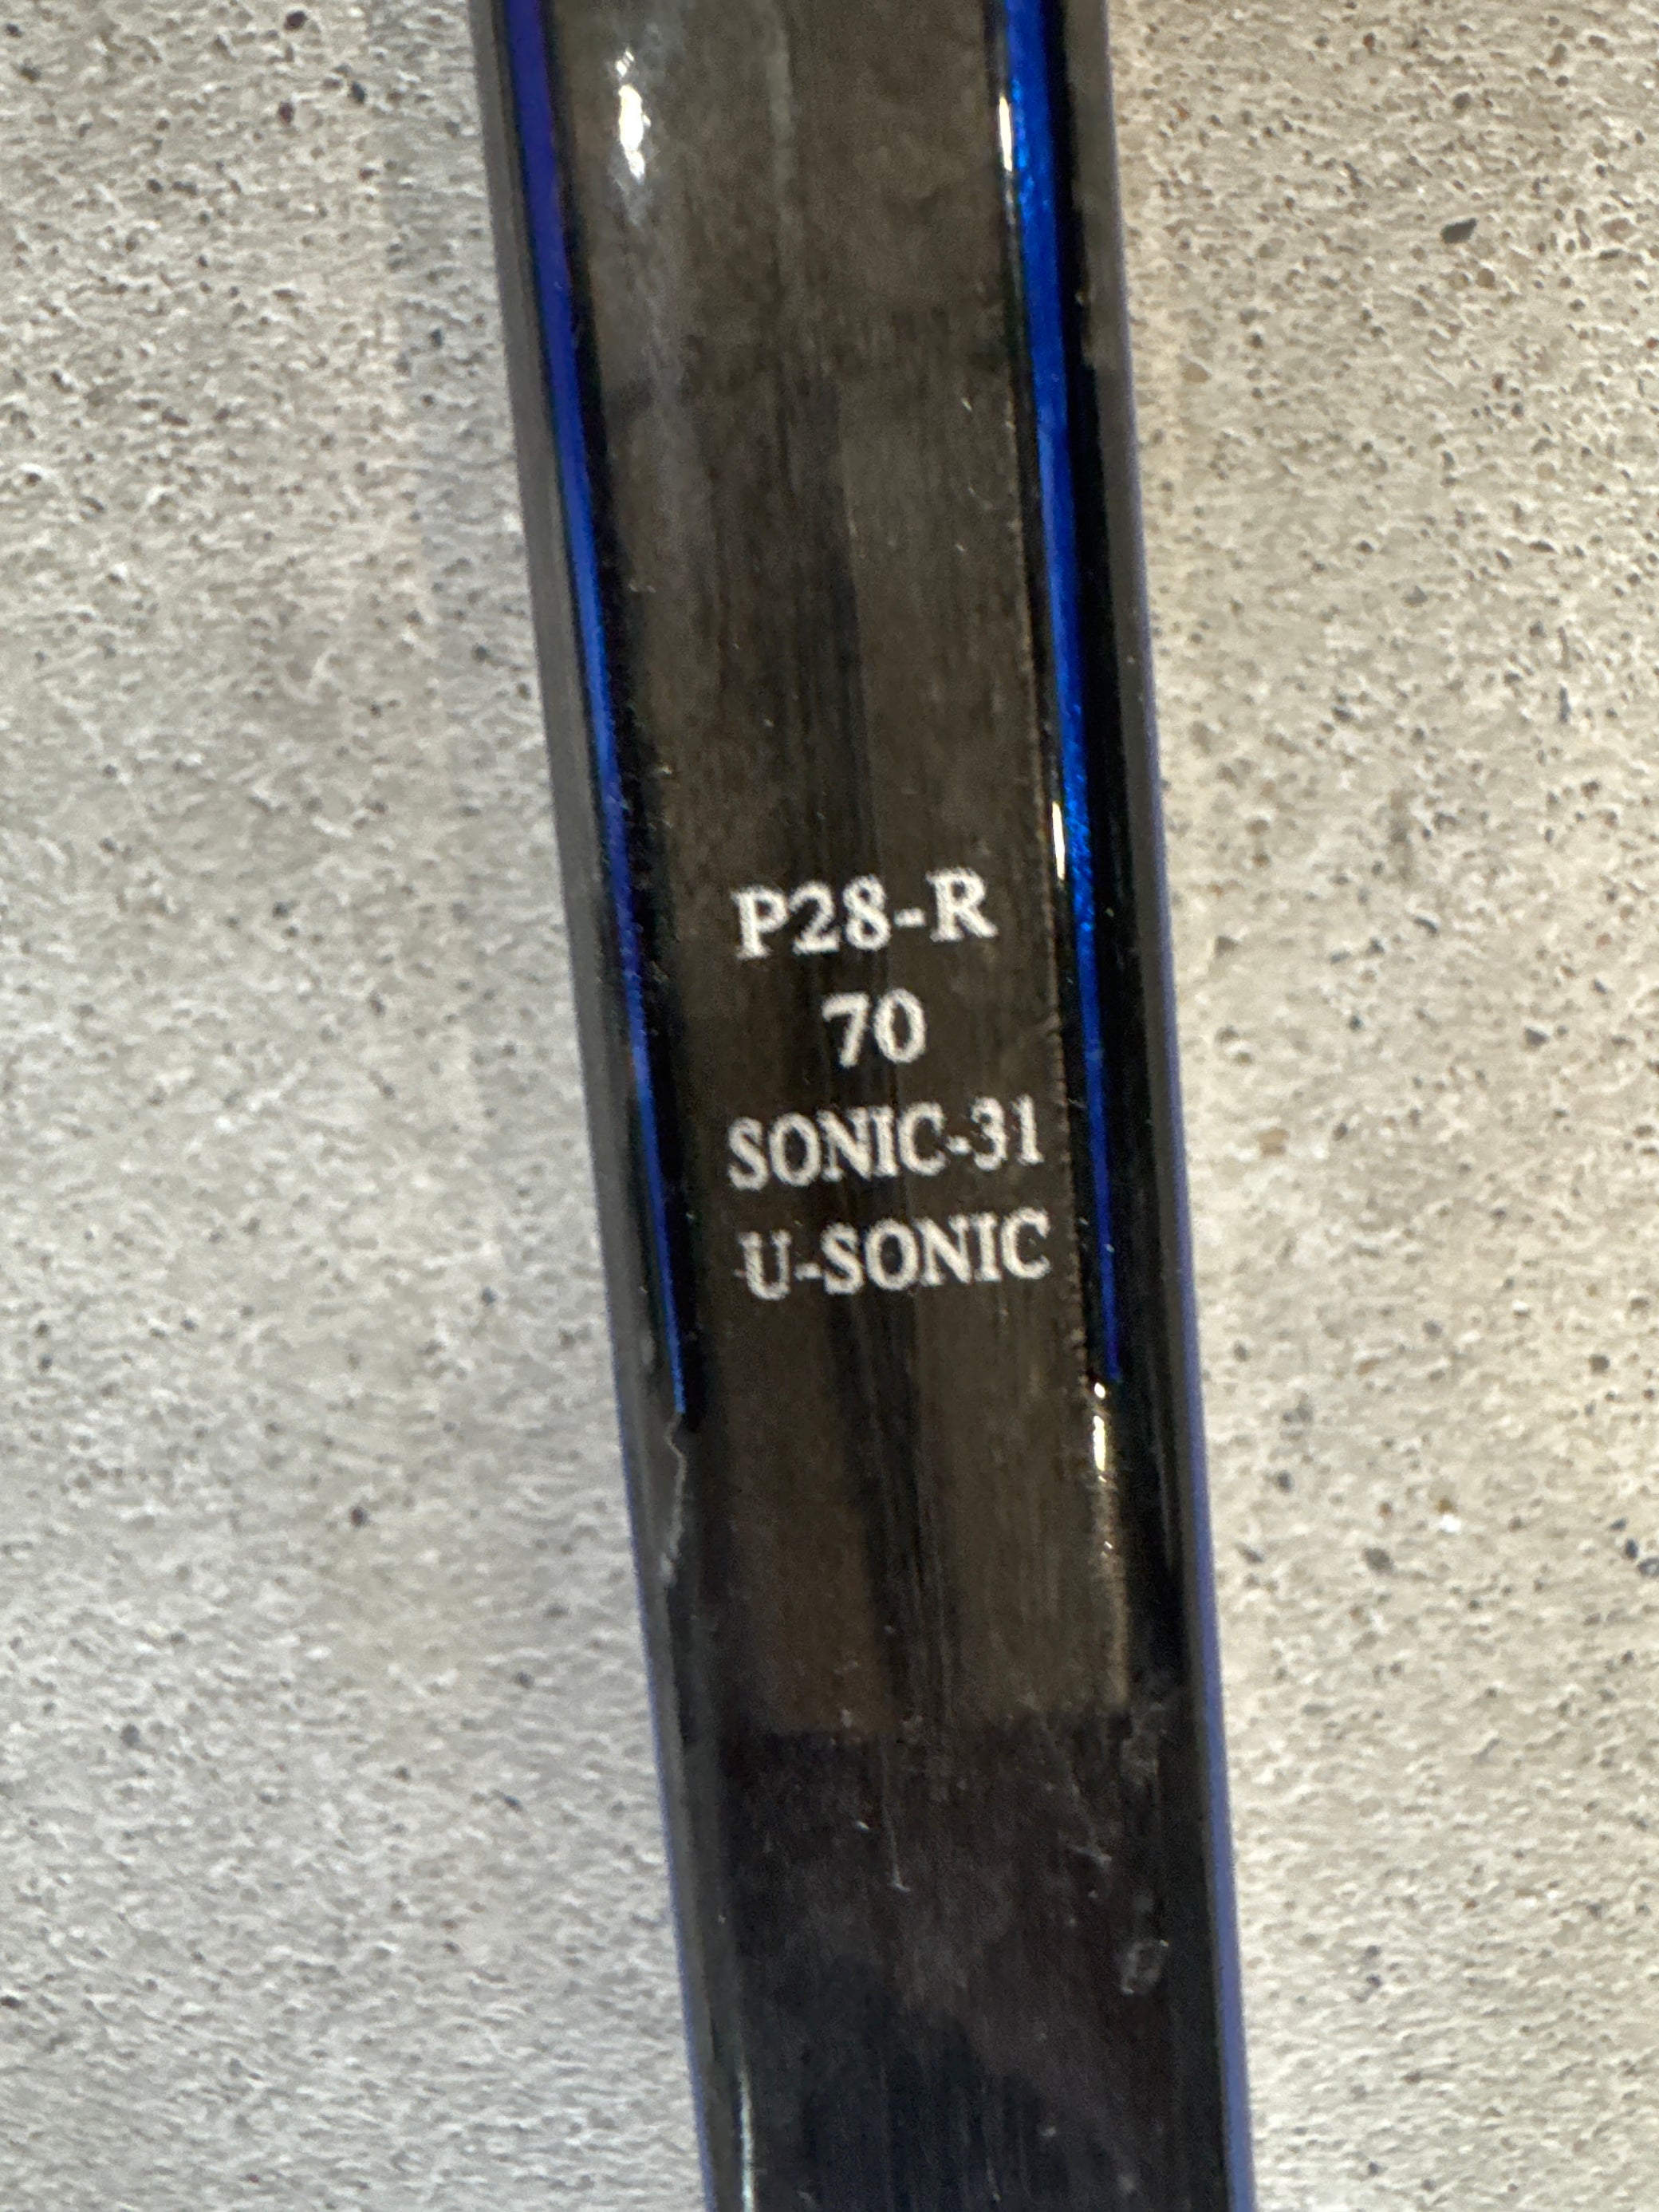 P28-R
70
SONIC-31
U-SONIC